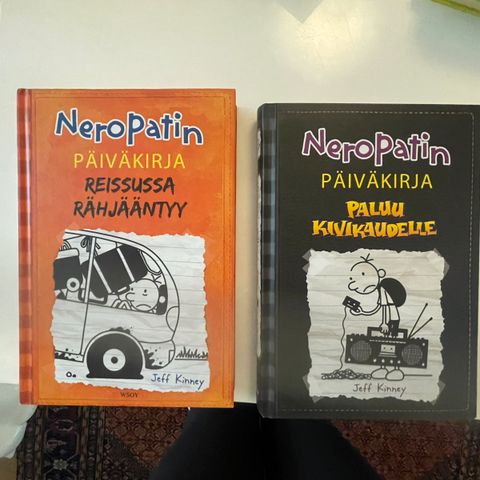 Neropatin
PÄIVÄKIRJA
REISSUSSA
RÄHJÄÄNTYY
Jeff Kinney
WSOY
Neropatin
PÄIVÄKIRJA
PALUU
KIVIKAUDELLE
Jeff Kinney